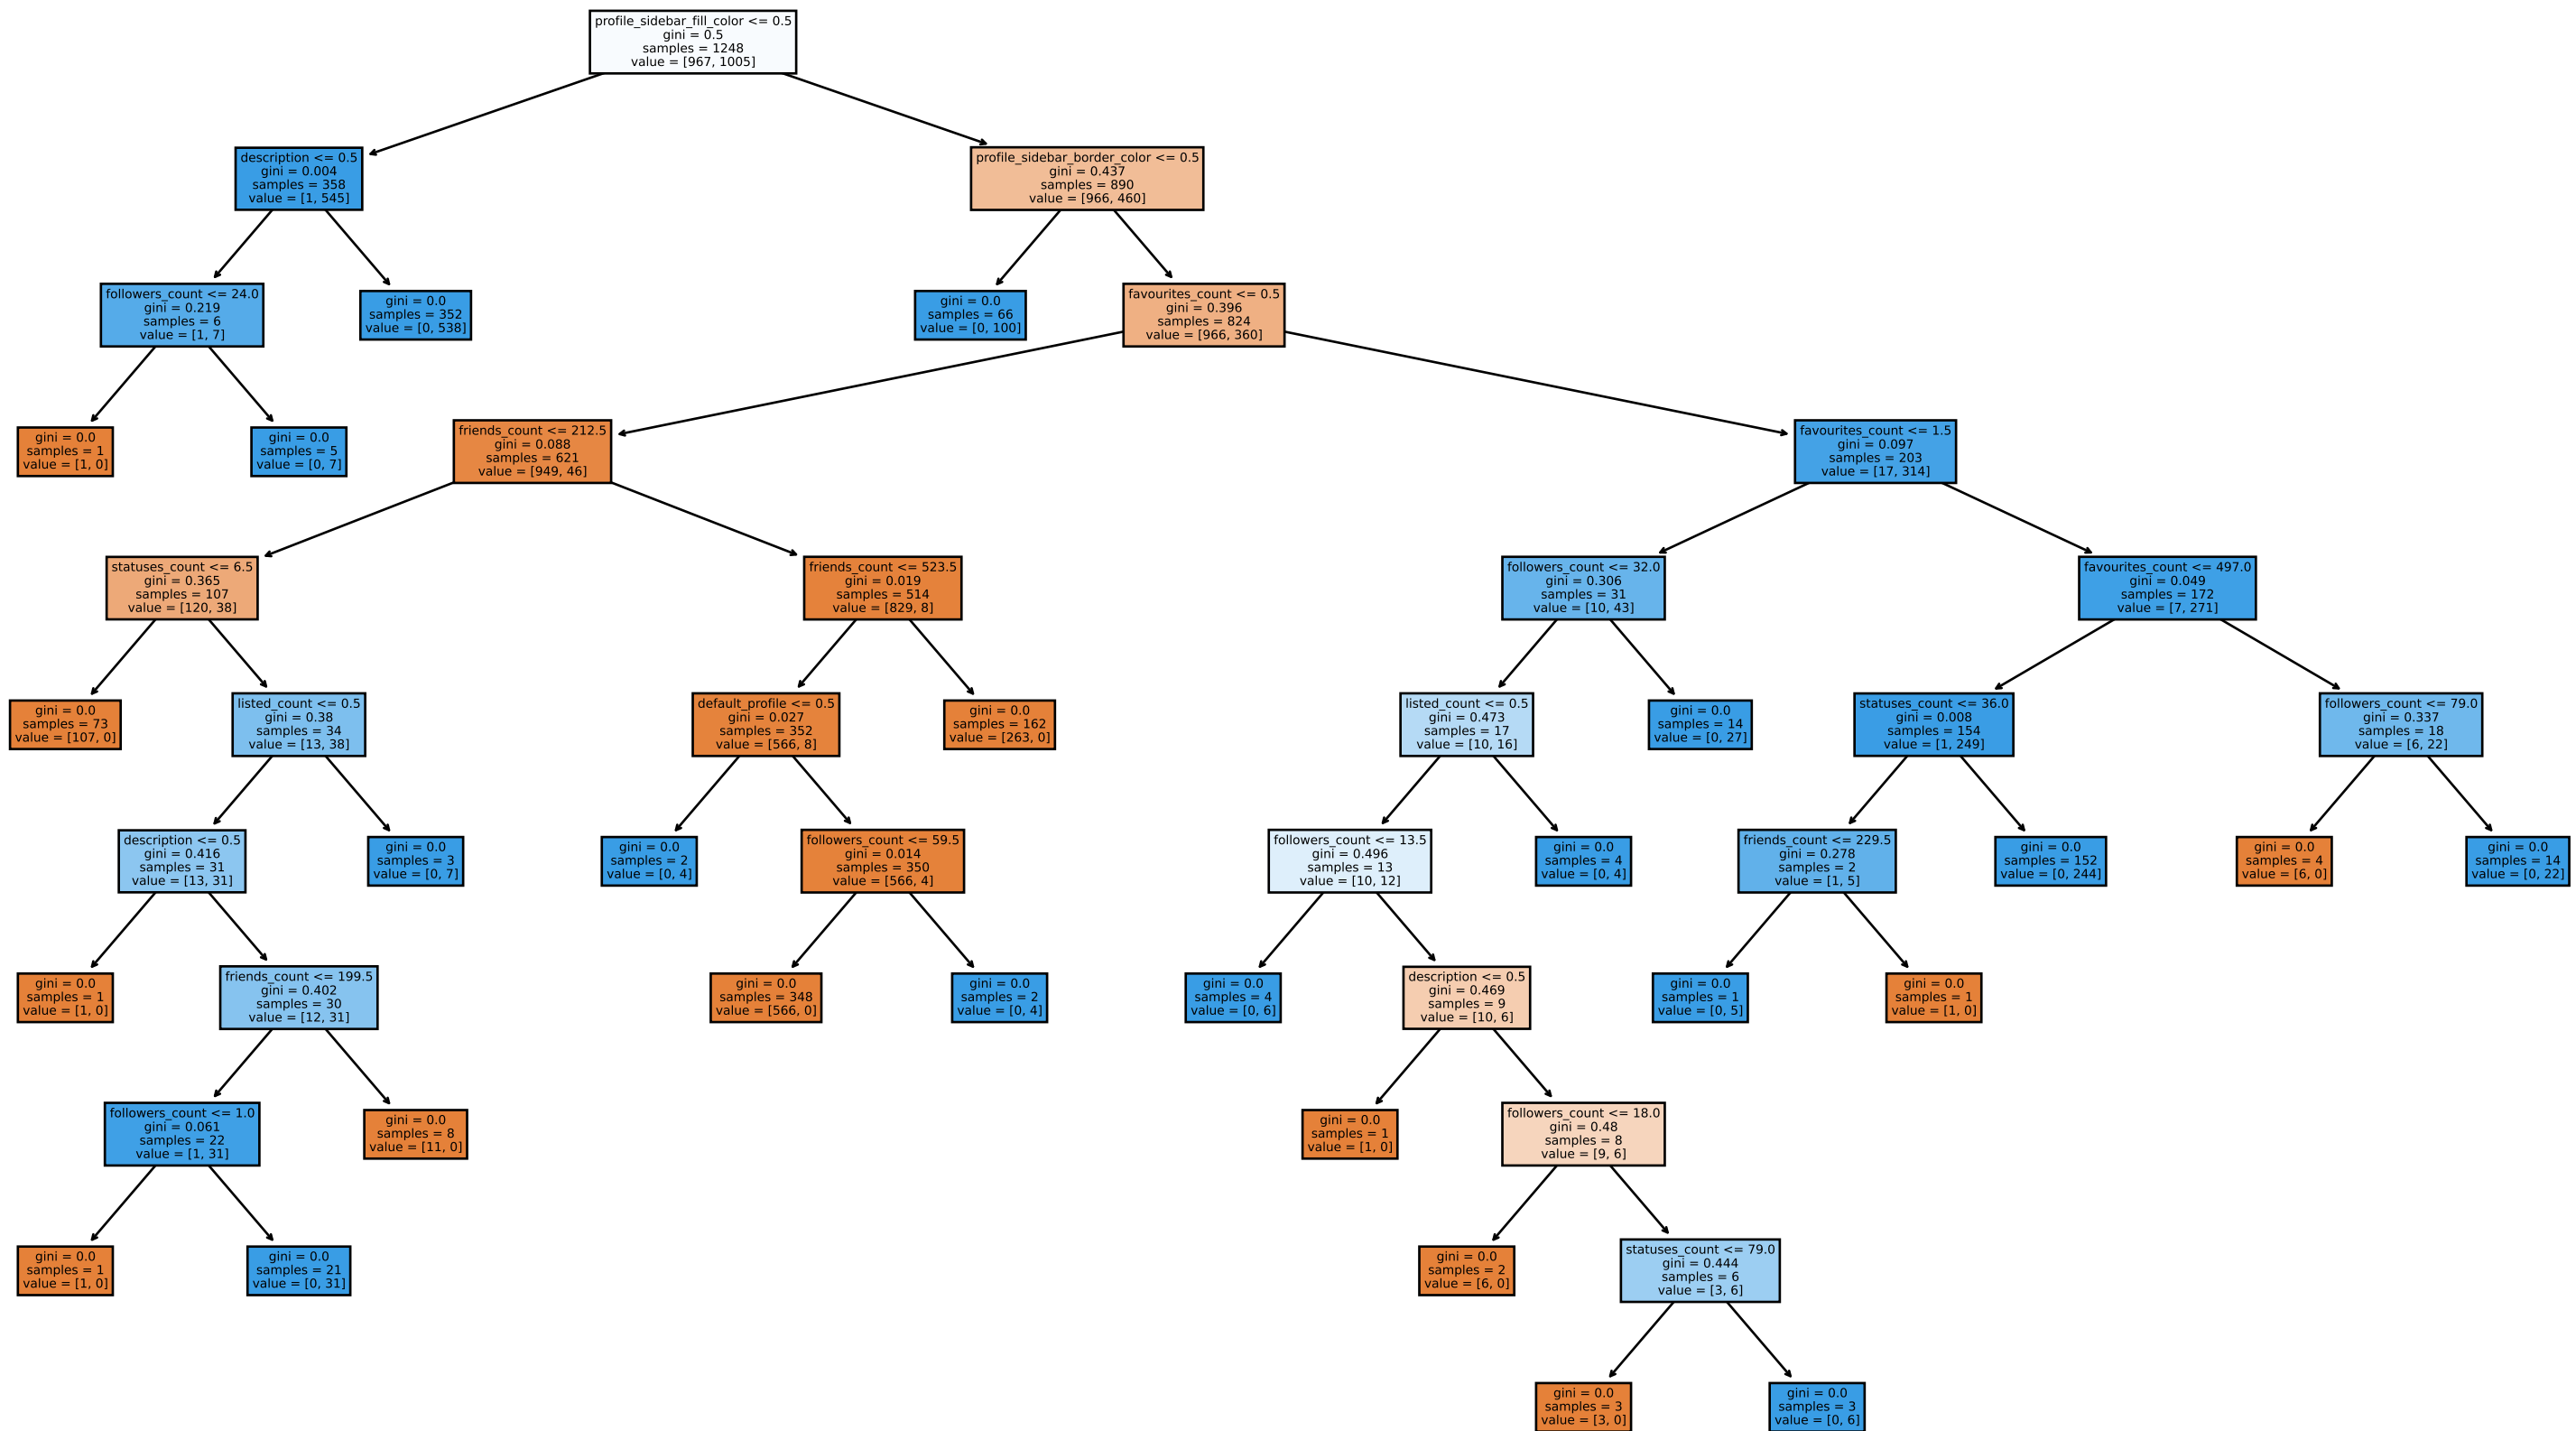 profile_sidebar_fill_color <= 0.5
gini = 0.5
samples = 1248
value = [967, 1005]
description <= 0.5
gini = 0.004
samples = 358
value = [1, 545]
profile_sidebar_border_color <= 0.5
gini = 0.437
samples = 890
value = [966, 460]
followers_count <= 24.0
gini = 0.219
samples = 6
value = [1, 7]
gini = 0.0
samples = 352
value = [0, 538]
gini = 0.0
samples = 66
value = [0, 100]
favourites_count <= 0.5
gini = 0.396
samples = 824
value = [966, 360]
gini = 0.0
samples = 1
value = [1, 0]
gini = 0.0
samples = 5
value = [0, 7]
friends_count <= 212.5
gini = 0.088
samples = 621
value = [949, 46]
favourites_count <= 1.5
gini = 0.097
samples = 203
value = [17, 314]
statuses_count <= 6.5
gini = 0.365
samples = 107
value = [120, 38]
friends_count <= 523.5
gini = 0.019
samples = 514
value = [829, 8]
followers_count <= 32.0
gini = 0.306
samples = 31
value = [10, 43]
favourites_count <= 497.0
gini = 0.049
samples = 172
value = [7, 271]
gini = 0.0
samples = 73
value = [107, 0]
listed_count <= 0.5
gini = 0.38
samples = 34
value = [13, 38]
default_profile <= 0.5
gini = 0.027
samples = 352
value = [566, 8]
gini = 0.0
samples = 162
value = [263, 0]
listed_count <= 0.5
gini = 0.473
samples = 17
value = [10, 16]
gini = 0.0
samples = 14
value = [0, 27]
statuses_count <= 36.0
gini = 0.008
samples = 154
value = [1, 249]
followers_count <= 79.0
gini = 0.337
samples = 18
value = [6, 22]
description <= 0.5
gini = 0.416
samples = 31
value = [13, 31]
gini = 0.0
samples = 3
value = [0, 7]
gini = 0.0
samples = 2
value = [0, 4]
followers_count <= 59.5
gini = 0.014
samples = 350
value = [566, 4]
followers_count <= 13.5
gini = 0.496
samples = 13
value = [10, 12]
gini = 0.0
samples = 4
value = [0, 4]
friends_count <= 229.5
gini = 0.278
samples = 2
value = [1, 5]
gini = 0.0
samples = 152
value = [0, 244]
gini = 0.0
samples = 4
value = [6, 0]
gini = 0.0
samples = 14
value = [0, 22]
gini = 0.0
samples = 1
value = [1, 0]
friends_count <= 199.5
gini = 0.402
samples = 30
value = [12, 31]
gini = 0.0
samples = 348
value = [566, 0]
gini = 0.0
samples = 2
value = [0, 4]
gini = 0.0
samples = 4
value = [0, 6]
description <= 0.5
gini = 0.469
samples = 9
value = [10, 6]
gini = 0.0
samples = 1
value = [0, 5]
gini = 0.0
samples = 1
value = [1, 0]
followers_count <= 1.0
gini = 0.061
samples = 22
value = [1, 31]
gini = 0.0
samples = 8
value = [11, 0]
gini = 0.0
samples = 1
value = [1, 0]
followers_count <= 18.0
gini = 0.48
samples = 8
value = [9, 6]
gini = 0.0
samples = 1
value = [1, 0]
gini = 0.0
samples = 21
value = [0, 31]
gini = 0.0
samples = 2
value = [6, 0]
statuses_count <= 79.0
gini = 0.444
samples = 6
value = [3, 6]
gini = 0.0
samples = 3
value = [3, 0]
gini = 0.0
samples = 3
value = [0, 6]